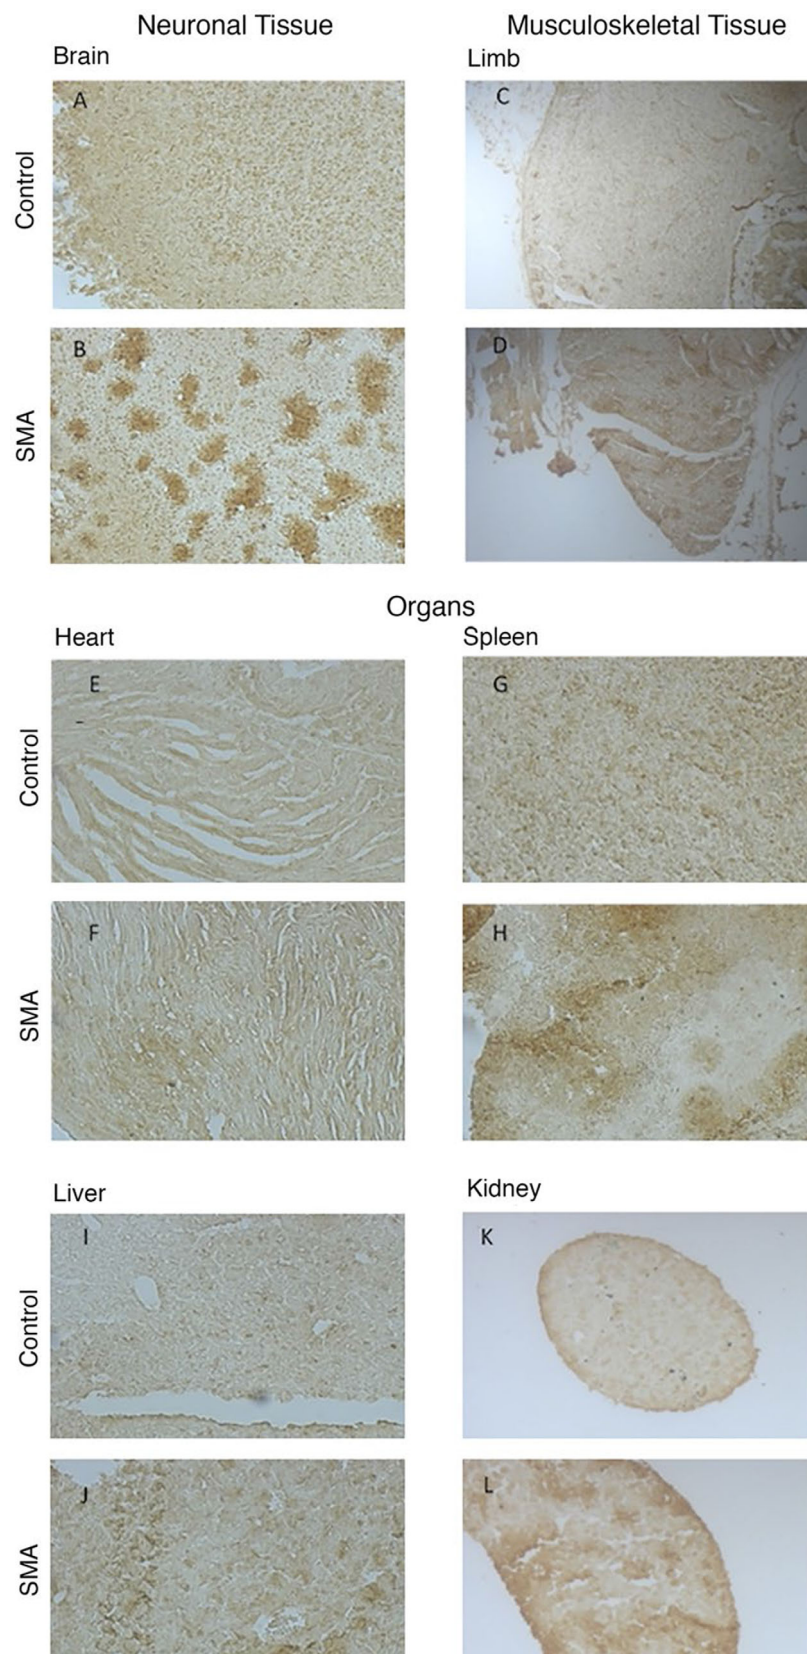 Neuronal Tissue
Musculoskeletal Tissue
Brain
Limb
Control
A
C
SMA
B
D
Organs
Heart
Spleen
Control
E
G
SMA
F
H
Liver
Kidney
Control
I
K
SMA
J
L